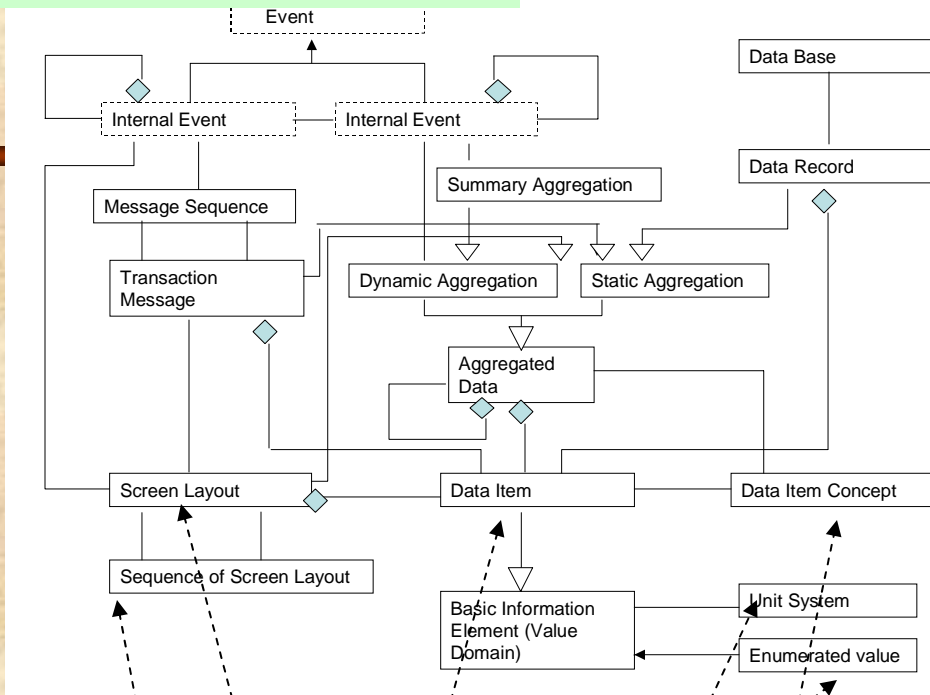 Event
Data Base
Internal Event
Internal Event
Data Record
Summary Aggregation
Message Sequence
Transaction
Message
Dynamic Aggregation
Static Aggregation
Aggregated
Data
Screen Layout
Data Item
Data Item Concept
Sequence of Screen Layout
Basic Information
Element (Value
Domain)
Unit System
Enumerated value